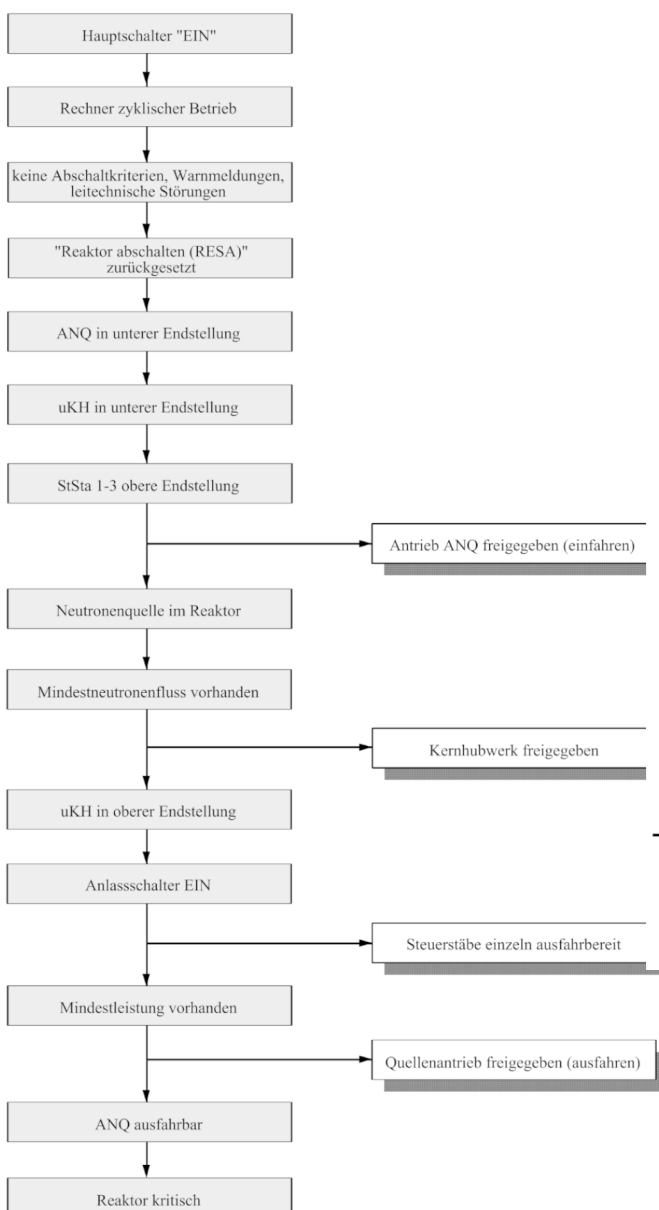 Hauptschalter "EIN"
Rechner zyklischer Betrieb
keine Abschaltkriterien, Warnmeldungen,
leitechnische Störungen
"Reaktor abschalten (RESA)"
zurückgesetzt
ANQ in unterer Endstellung
uKH in unterer Endstellung
StSta 1-3 obere Endstellung
Antrieb ANQ freigegeben (einfahren)
Neutronenquelle im Reaktor
Mindestneutronenfluss vorhanden
Kernhubwerk freigegeben
uKH in oberer Endstellung
Anlassschalter EIN
Steuerstäbe einzeln ausfahrbereit
Mindestleistung vorhanden
Quellenantrieb freigegeben (ausfahren)
ANQ ausfahrbar
Reaktor kritisch